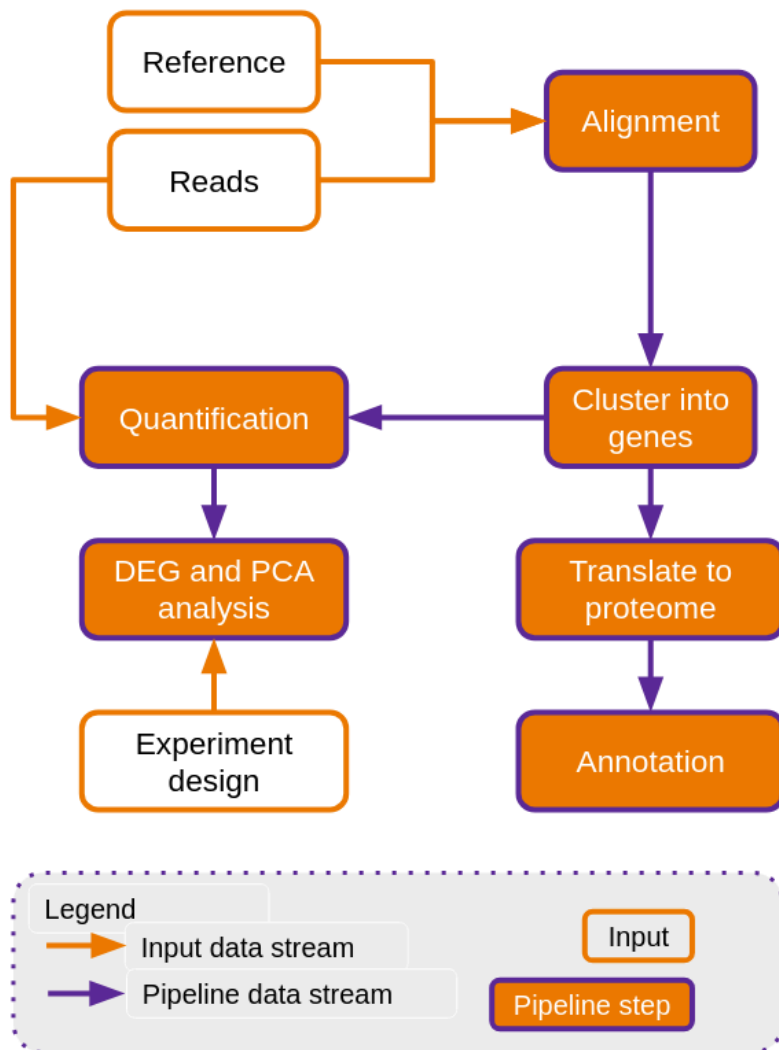 Reference
Reads
Alignment
Quantification
Cluster into
genes
DEG and PCA
analysis
Translate to
proteome
Experiment
design
Annotation
Legend
Input data stream
Pipeline data stream
Input
Pipeline step